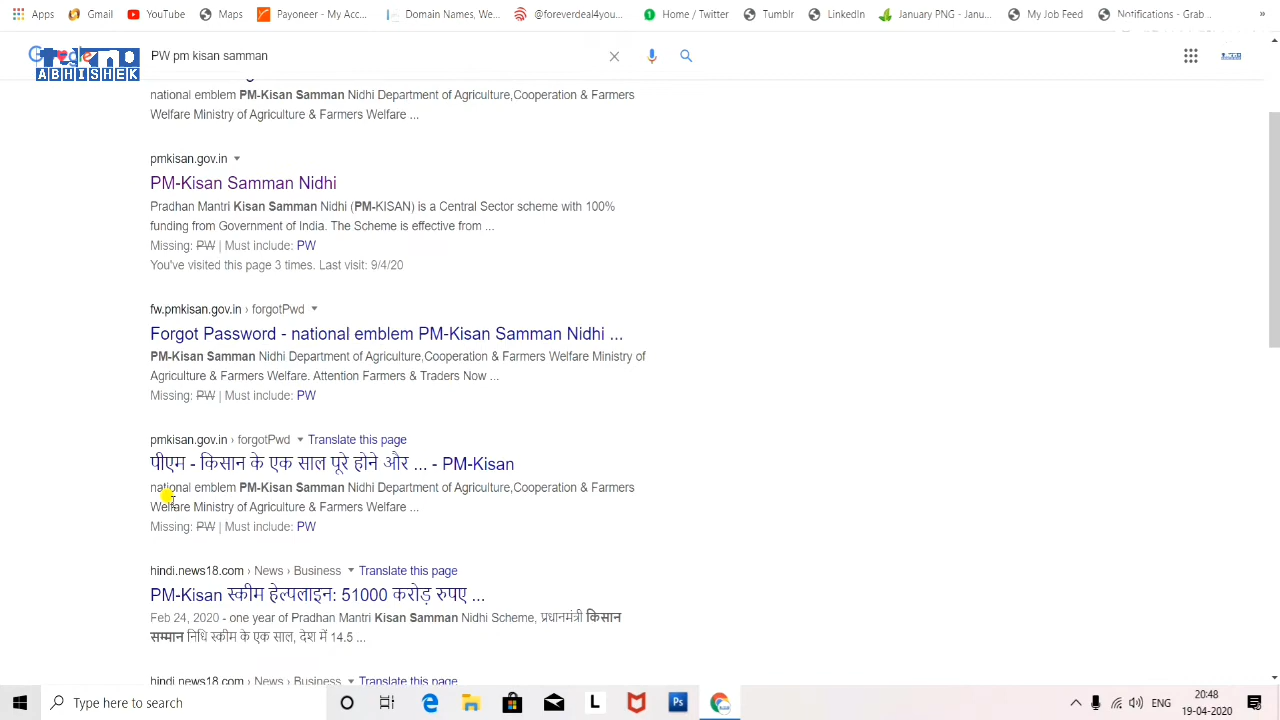 Apps Gmail YouTube Maps Payoneer - My Acc... Domain Names, We... @foreverdeal4you... Home / Twitter Tumblr LinkedIn January PNG - Janu... My Job Feed Notifications - Grab... »
ABHISHEK
PW pm kisan samman
national emblem PM-Kisan Samman Nidhi Department of Agriculture,Cooperation & Farmers
Welfare Ministry of Agriculture & Farmers Welfare ...
pmkisan.gov.in
PM-Kisan Samman Nidhi
Pradhan Mantri Kisan Samman Nidhi (PM-KISAN) is a Central Sector scheme with 100%
funding from Government of India. The Scheme is effective from ...
Missing: PW | Must include: PW
You've visited this page 3 times. Last visit: 9/4/20
fw.pmkisan.gov.in › forgotPwd
Forgot Password - national emblem PM-Kisan Samman Nidhi ...
PM-Kisan Samman Nidhi Department of Agriculture,Cooperation & Farmers Welfare Ministry of
Agriculture & Farmers Welfare. Attention Farmers & Traders Now ...
Missing: PW | Must include: PW
pmkisan.gov.in › forgotPwd Translate this page
पीएम - किसान के एक साल पूरे होने और ... - PM-Kisan
national emblem PM-Kisan Samman Nidhi Department of Agriculture,Cooperation & Farmers
Welfare Ministry of Agriculture & Farmers Welfare ...
Missing: PW | Must include: PW
hindi.news18.com › News › Business Translate this page
PM-Kisan स्कीम हेल्पलाइन: 51000 करोड़ रुपए ...
Feb 24, 2020 - one year of Pradhan Mantri Kisan Samman Nidhi Scheme, प्रधानमंत्री किसान
सम्मान निधि स्कीम के एक साल, देश में 14.5 ...
hindi.news18.com › News › Business Translate this page
Type here to search
ENG
20:48
19-04-2020